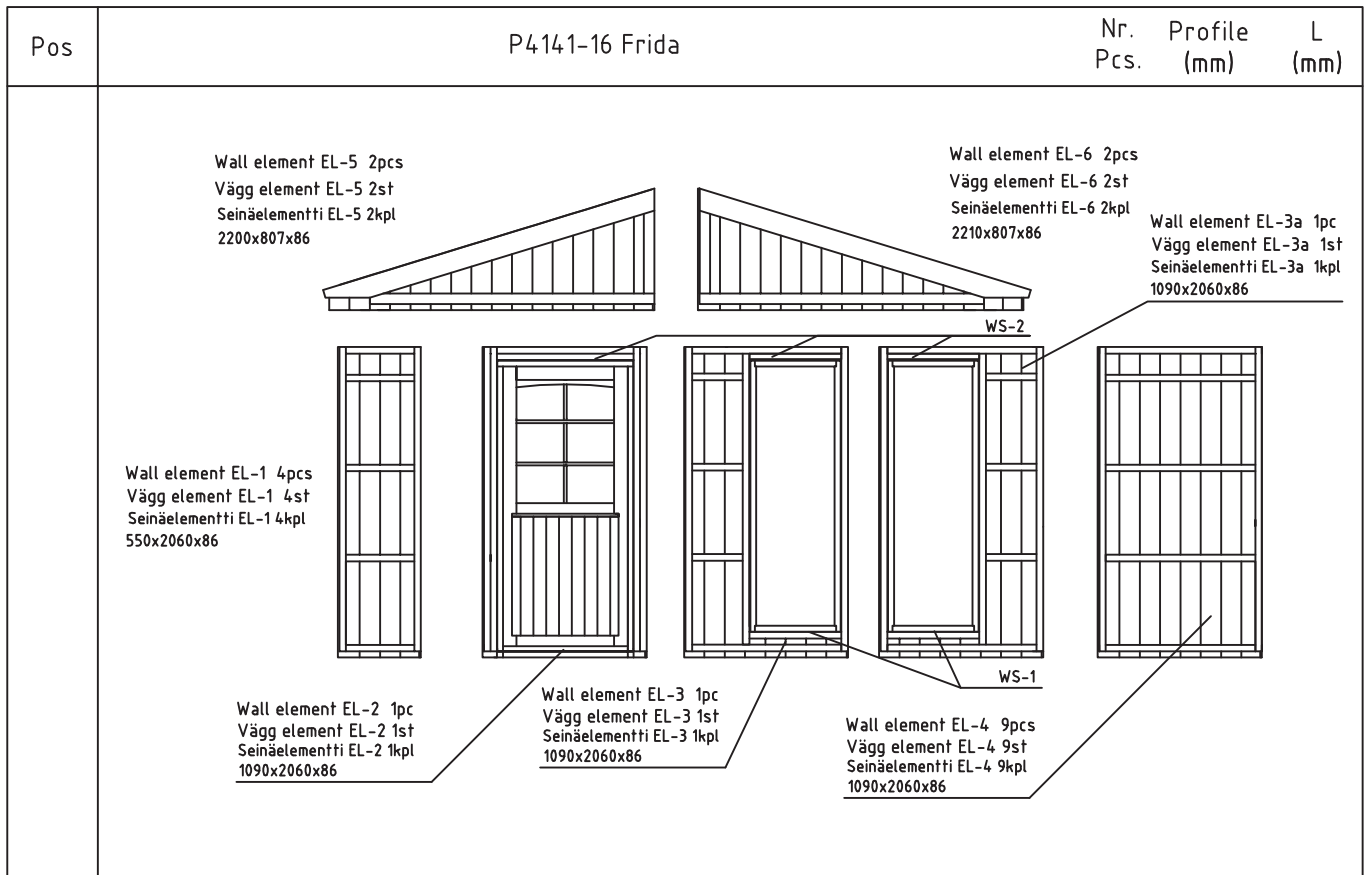 Pos
P4141-16 Frida
Nr.
Pcs.
Profile
(mm)
L
(mm)
Wall element EL-5 2pcs
Vägg element EL-5 2st
Seinäelementti EL-5 2kpl
2200x807x86
Wall element EL-6 2pcs
Vägg element EL-6 2st
Seinäelementti EL-6 2kpl
2210x807x86
Wall element EL-3a 1pc
Vägg element EL-3a 1st
Seinäelementti EL-3a 1kpl
1090x2060x86
WS-2
Wall element EL-1 4pcs
Vägg element EL-1 4st
Seinäelementti EL-1 4kpl
550x2060x86
WS-1
Wall element EL-2 1pc
Vägg element EL-2 1st
Seinäelementti EL-2 1kpl
1090x2060x86
Wall element EL-3 1pc
Vägg element EL-3 1st
Seinäelementti EL-3 1kpl
1090x2060x86
Wall element EL-4 9pcs
Vägg element EL-4 9st
Seinäelementti EL-4 9kpl
1090x2060x86